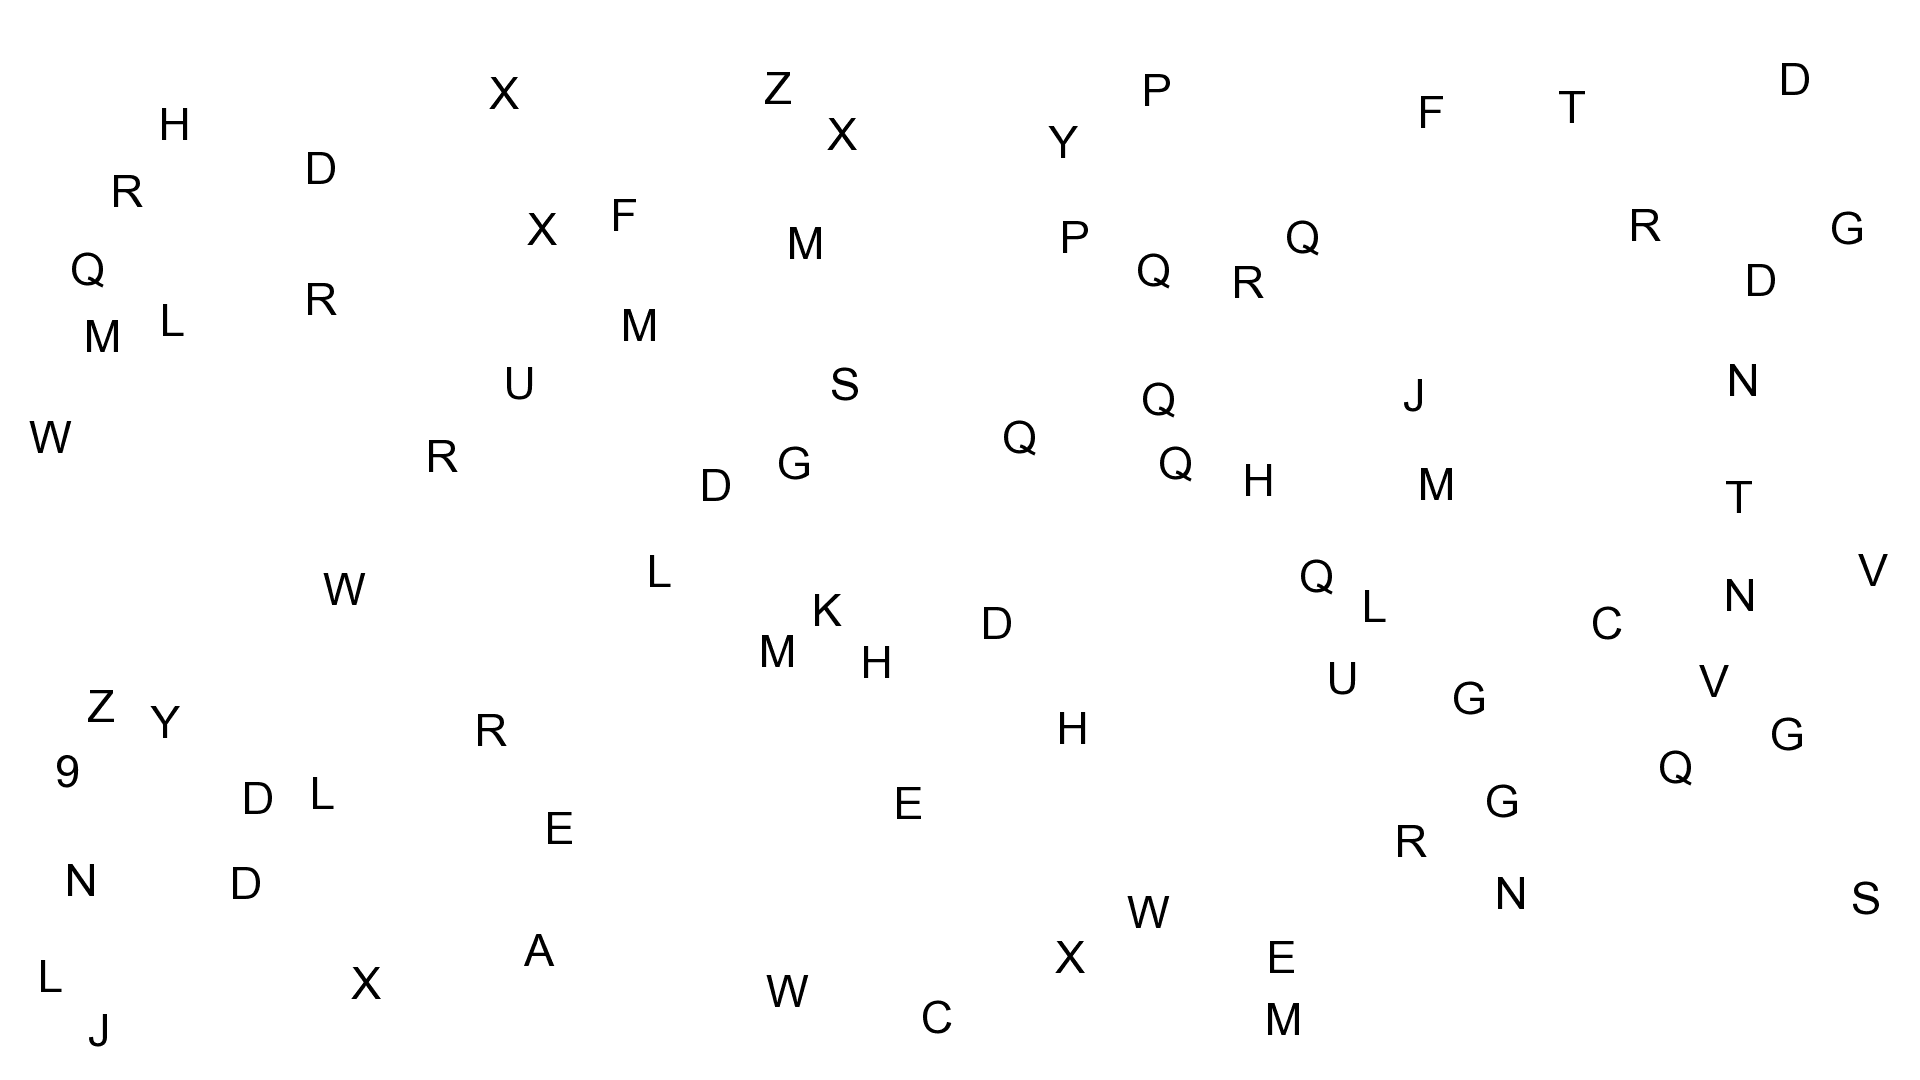 D
X Z P
H X Y F T
R D
X F M P Q R G
Q L R M Q R D
M
W U S Q J N
R D G Q Q H M T
W L K D Q L C N V
M H U G V
Z Y R H G
9 D L E E R G Q
N D W N S
L X A W X E
J C M